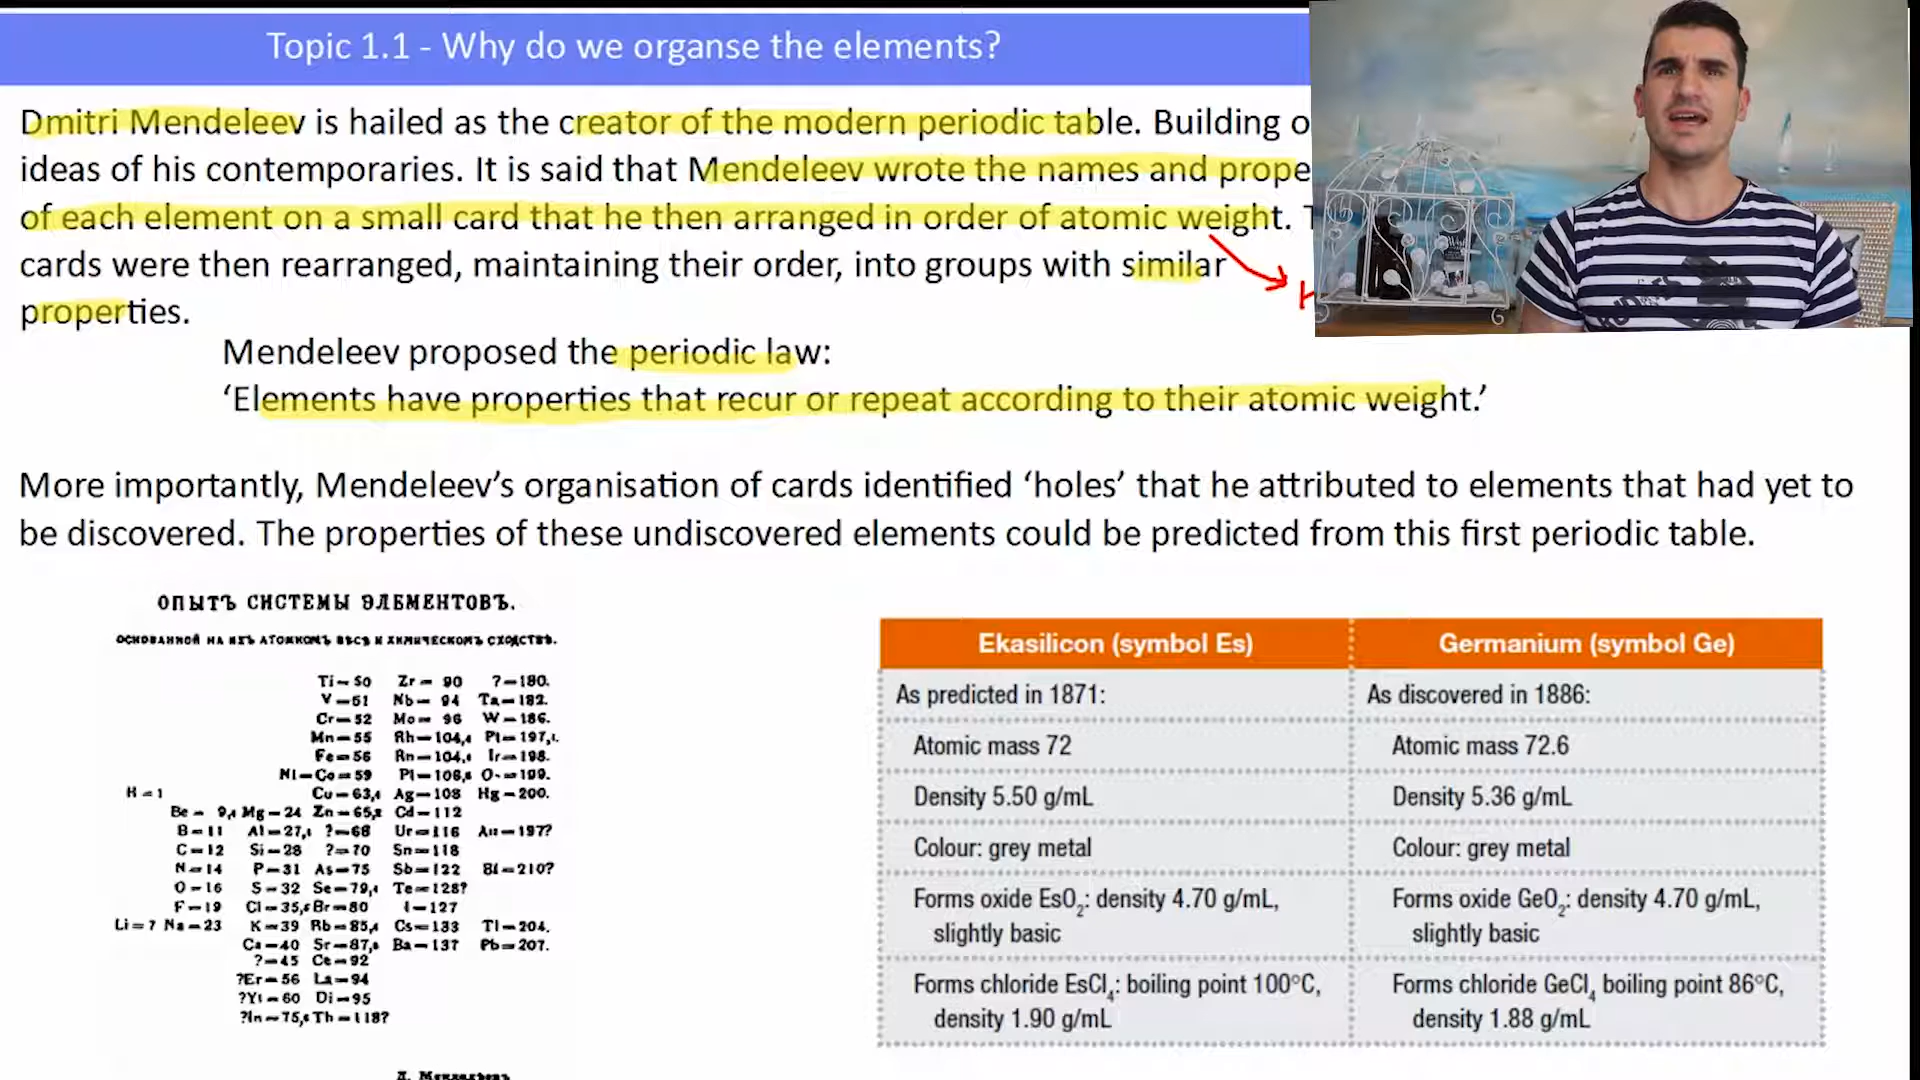 Topic 1.1 - Why do we organse the elements?
Dmitri Mendeleev is hailed as the creator of the modern periodic table. Building o
ideas of his contemporaries. It is said that Mendeleev wrote the names and prope
of each element on a small card that he then arranged in order of atomic weight. T
cards were then rearranged, maintaining their order, into groups with similar
properties.
Mendeleev proposed the periodic law:
‘Elements have properties that recur or repeat according to their atomic weight.’
More importantly, Mendeleev’s organisation of cards identified ‘holes’ that he attributed to elements that had yet to
be discovered. The properties of these undiscovered elements could be predicted from this first periodic table.
ОПЫТЪ СИСТЕМЫ ЭЛЕМЕНТОВЪ.
ОСНОВАННОЙ НА ИХЪ АТОМНОМЪ ВѢСѢ И ХИМИЧЕСКОМЪ СХОДСТВѢ.
Ti=50 Zr=90 ?=180.
V=51 Nb=94 Ta=182.
Cr=52 Mo=96 W=186.
Mn=55 Rh=104,4 Pt=197,1.
Fe=56 Rn=104,4 Ir=198.
Ni=Co=59 Pl=106,6 O=199.
H=1 Cu=63,4 Ag=108 Hg=200.
Be=9,4 Mg=24 Zn=65,2 Cd=112
B=11 Al=27,1 ?=68 Ur=116 Au=197?
C=12 Si=28 ?=70 Sn=118
N=14 P=31 As=75 Sb=122 Bi=210?
O=16 S=32 Se=79,4 Te=128?
F=19 Cl=35,5 Br=80 I=127
Li=7 Na=23 K=39 Rb=85,4 Cs=133 Tl=204.
Ca=40 Sr=87,6 Ba=137 Pb=207.
?=45 Ce=92
?Er=56 La=94
?Yt=60 Di=95
?In=75,6 Th=118?
Ekasilicon (symbol Es) Germanium (symbol Ge)
As predicted in 1871: As discovered in 1886:
Atomic mass 72 Atomic mass 72.6
Density 5.50 g/mL Density 5.36 g/mL
Colour: grey metal Colour: grey metal
Forms oxide EsO₂: density 4.70 g/mL, Forms oxide GeO₂: density 4.70 g/mL,
slightly basic slightly basic
Forms chloride EsCl₄: boiling point 100°C, Forms chloride GeCl₄ boiling point 86°C,
density 1.90 g/mL density 1.88 g/mL